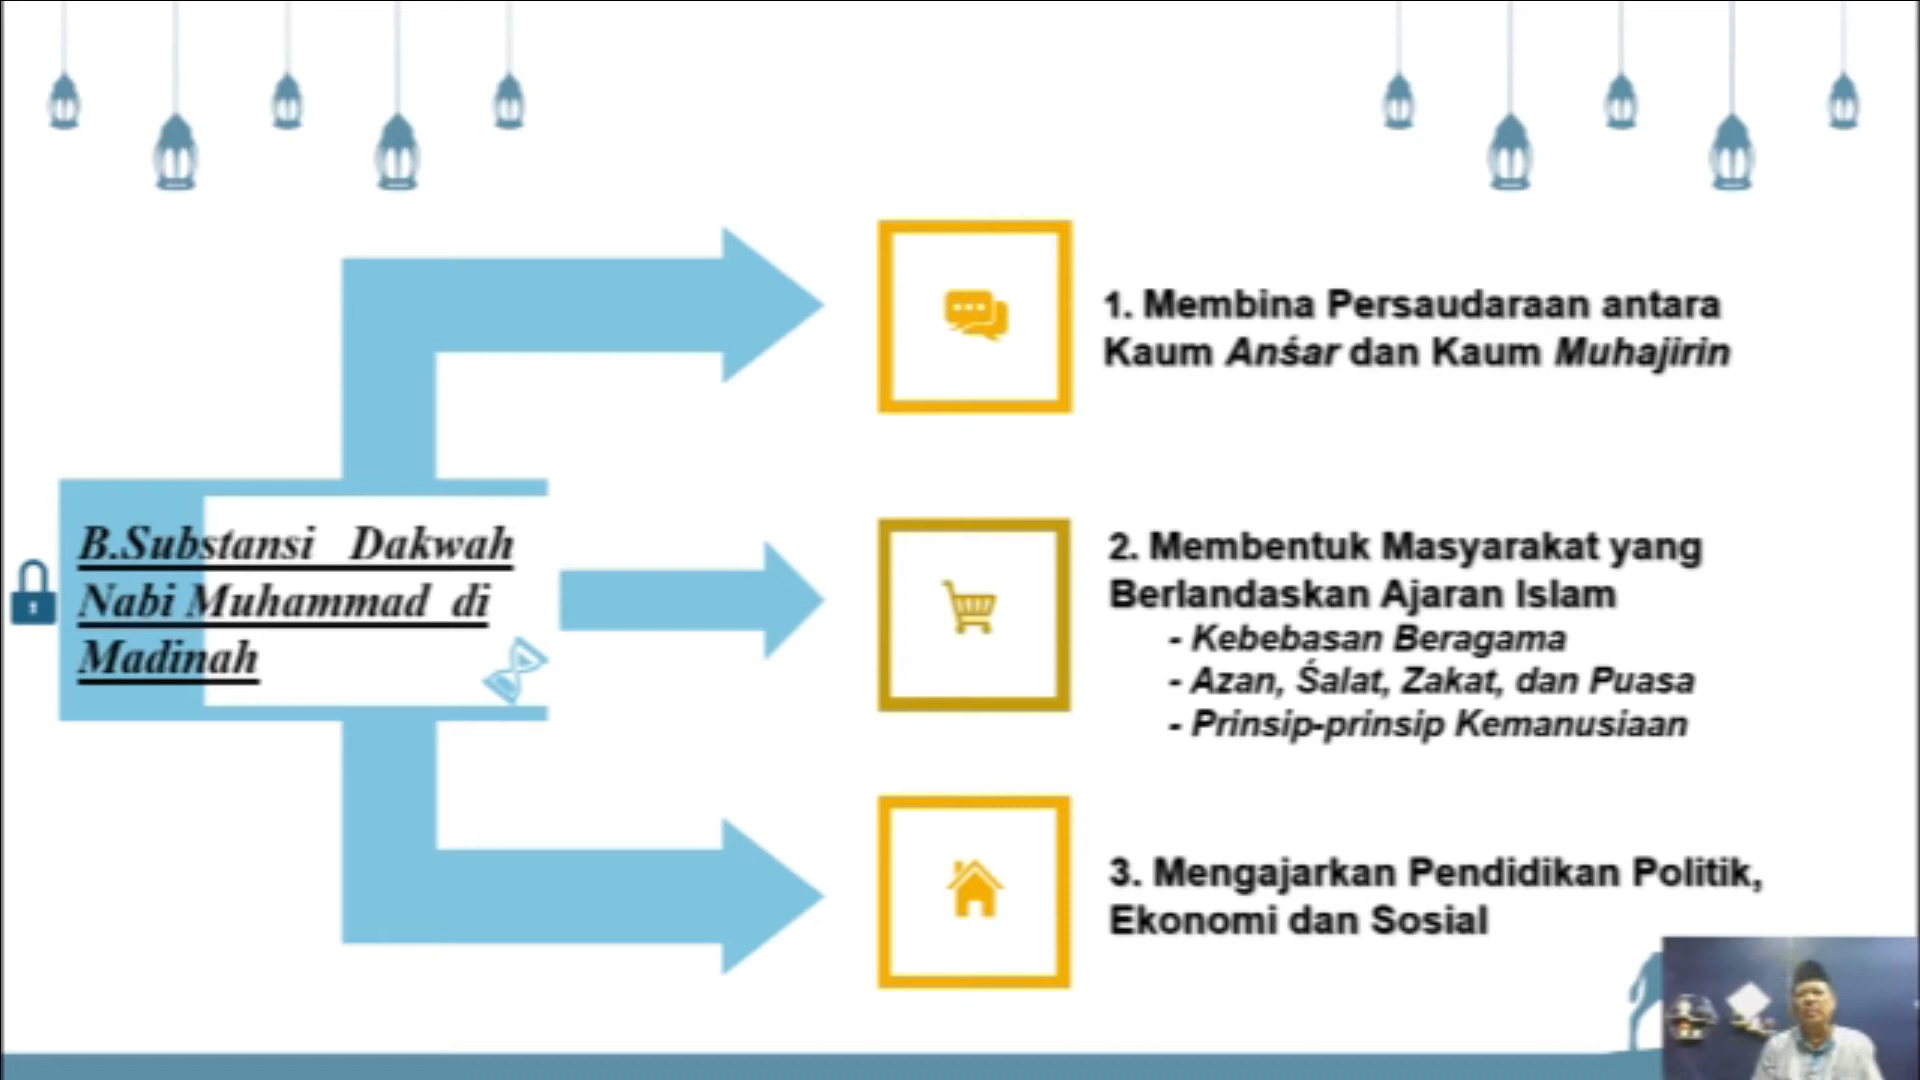 B.Substansi Dakwah
Nabi Muhammad di
Madinah
1. Membina Persaudaraan antara
Kaum Anśar dan Kaum Muhajirin
2. Membentuk Masyarakat yang
Berlandaskan Ajaran Islam
- Kebebasan Beragama
- Azan, Śalat, Zakat, dan Puasa
- Prinsip-prinsip Kemanusiaan
3. Mengajarkan Pendidikan Politik,
Ekonomi dan Sosial